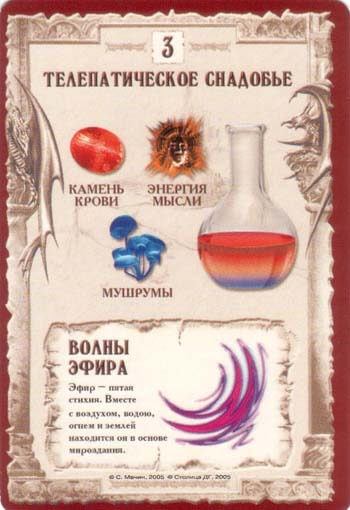 3
ТЕЛЕПАТИЧЕСКОЕ СНАДОБЬЕ
КАМЕНЬ
КРОВИ
ЭНЕРГИЯ
МЫСЛИ
МУШРУМЫ
ВОЛНЫ
ЭФИРА
Эфир — пятая
стихия. Вместе
с воздухом, водою,
огнем и землей
находится он в основе
мироздания.
© С. Мачин, 2005 © Столица ДГ, 2005